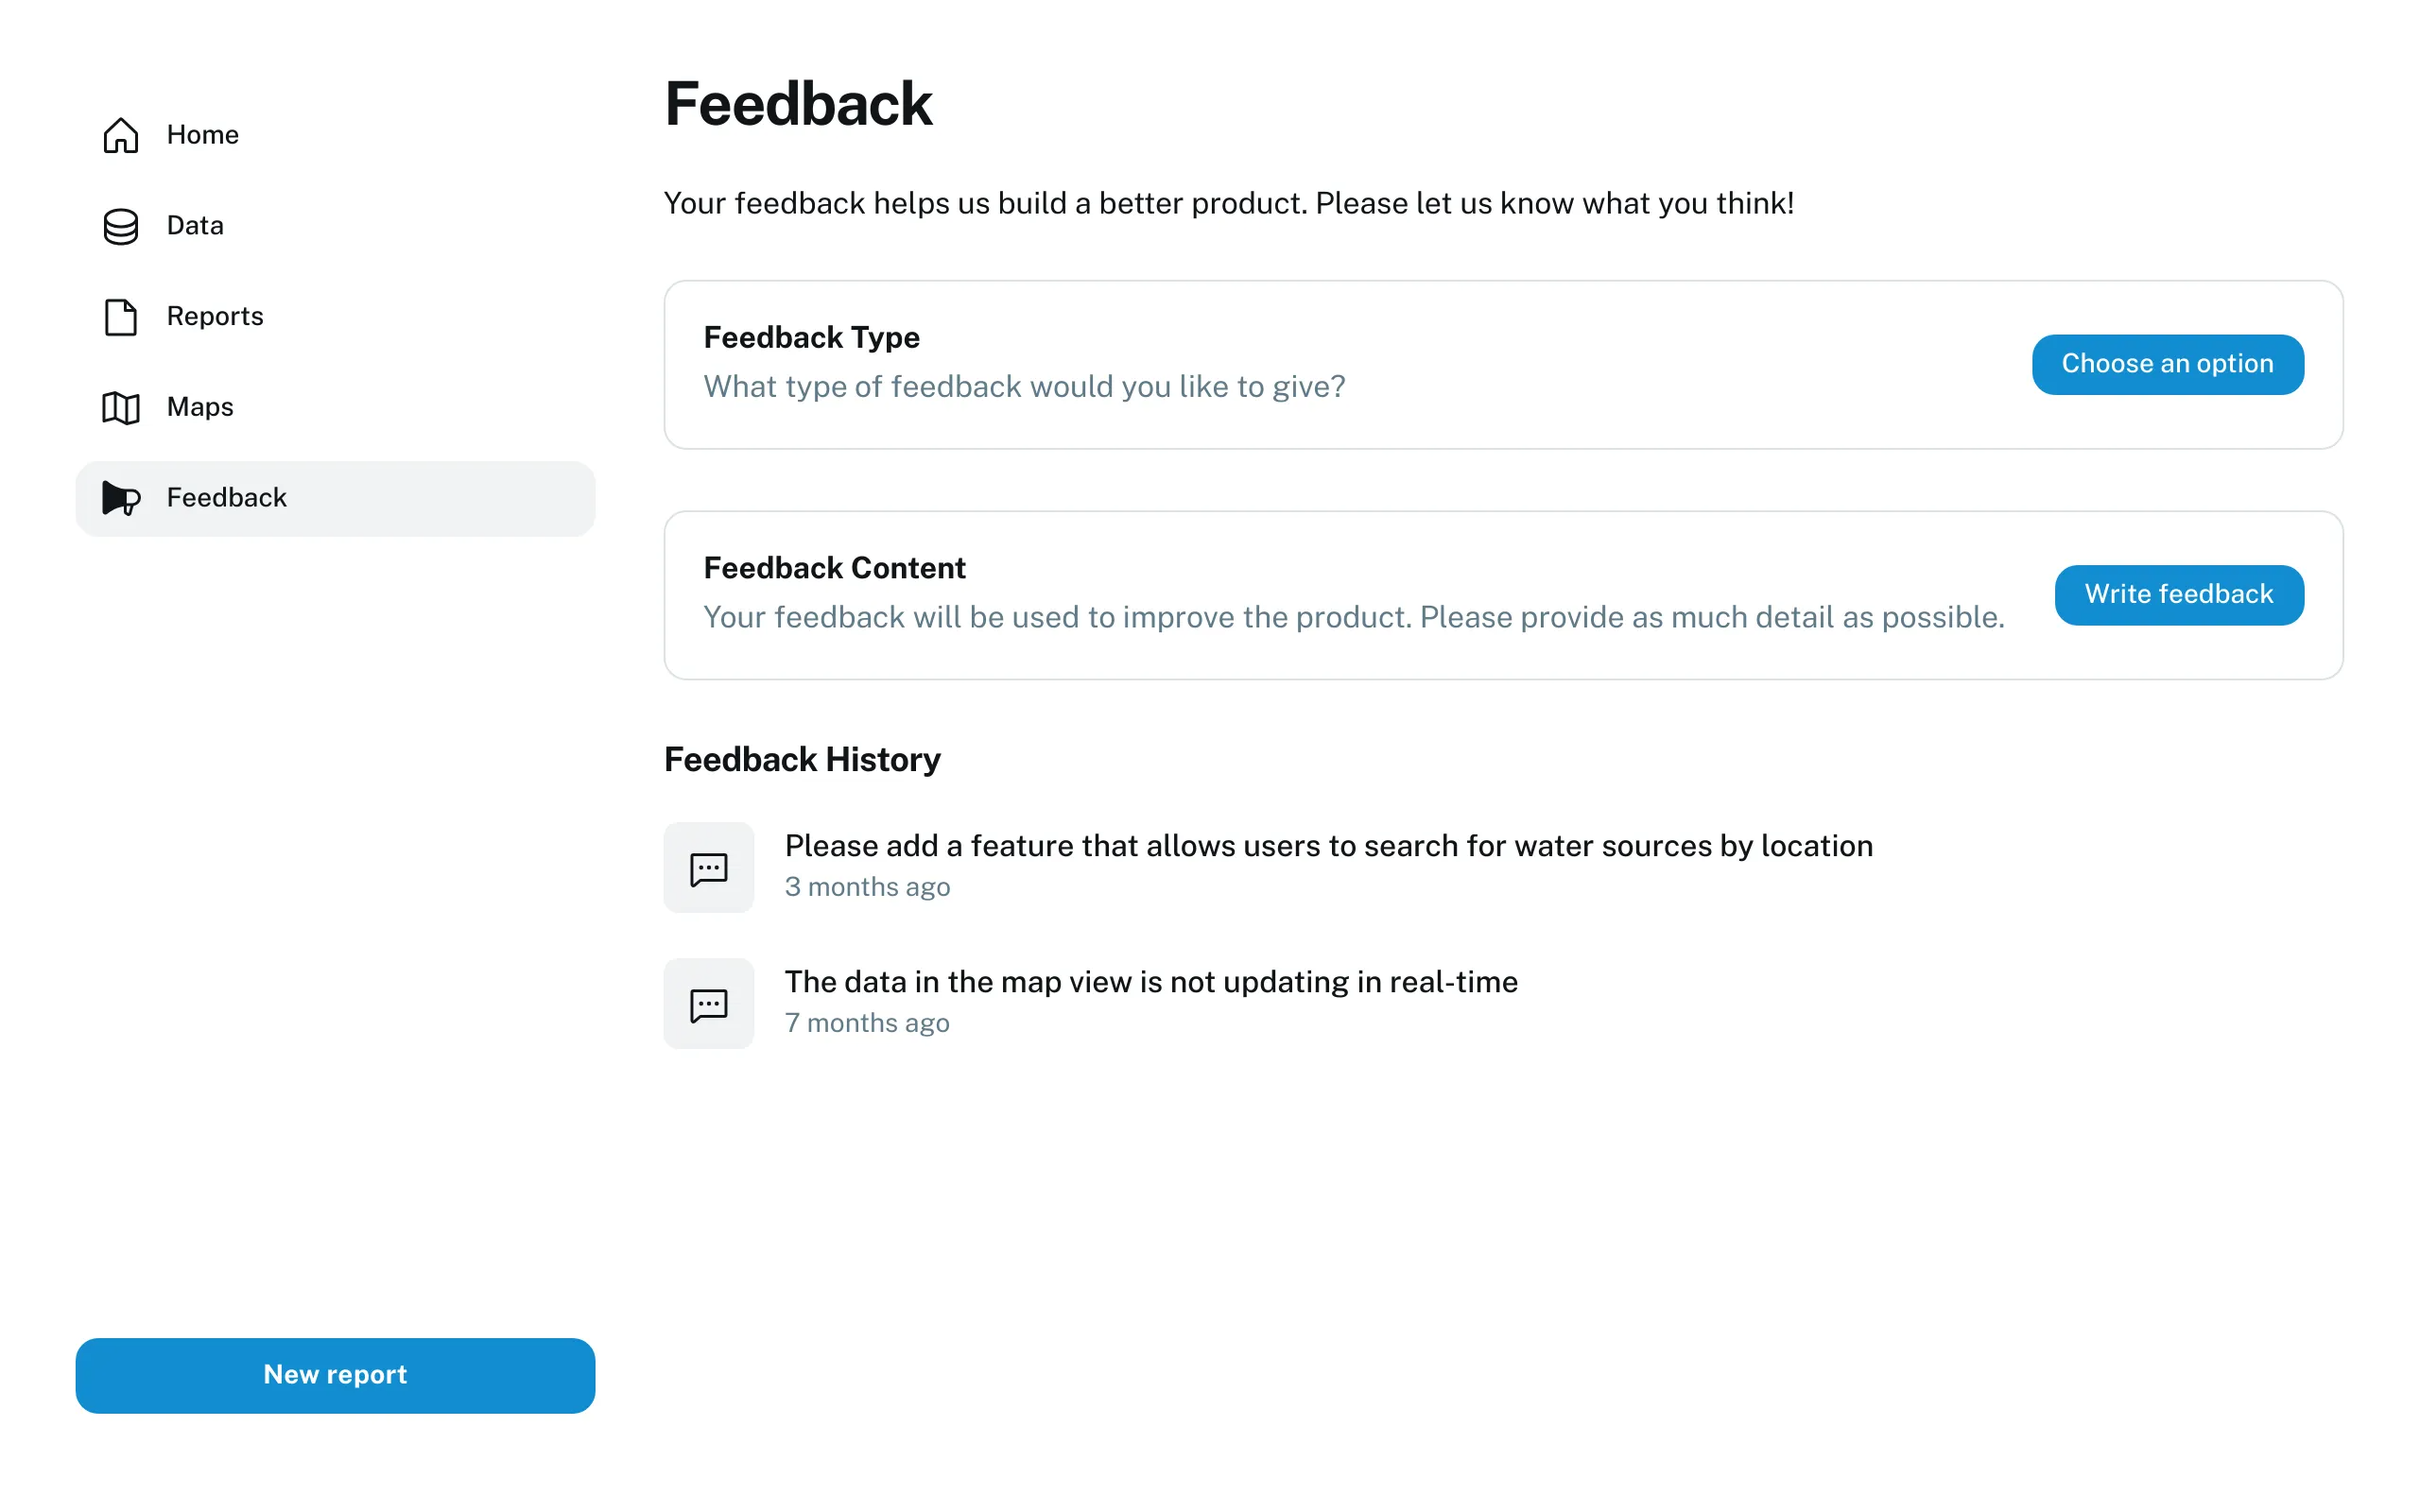 Home
Data
Reports
Maps
Feedback
New report
Feedback
Your feedback helps us build a better product. Please let us know what you think!
Feedback Type
What type of feedback would you like to give?
Choose an option
Feedback Content
Your feedback will be used to improve the product. Please provide as much detail as possible.
Write feedback
Feedback History
Please add a feature that allows users to search for water sources by location
3 months ago
The data in the map view is not updating in real-time
7 months ago